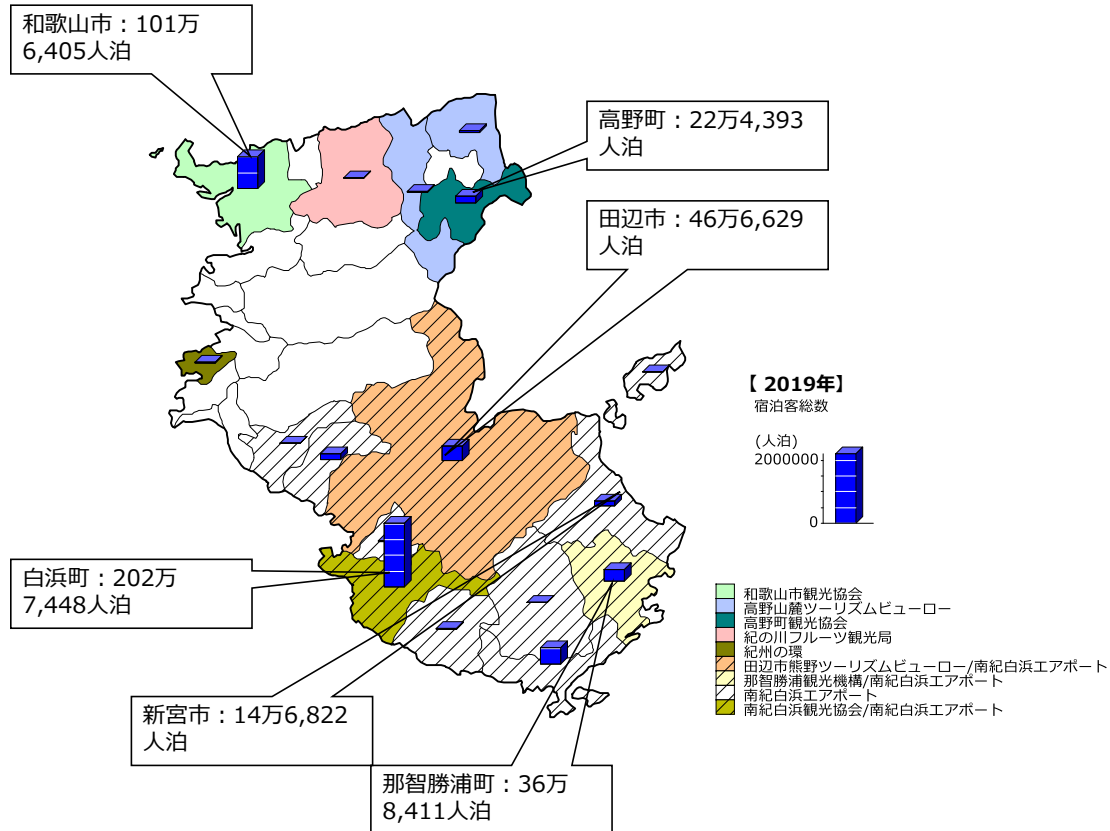 和歌山市：101万
6,405人泊
高野町：22万4,393
人泊
田辺市：46万6,629
人泊
【 2019年】
宿泊客総数
(人泊)
2000000
0
白浜町：202万
7,448人泊
和歌山市観光協会
高野山麓ツーリズムビューロー
高野町観光協会
紀の川フルーツ観光局
紀州の環
田辺市熊野ツーリズムビューロー/南紀白浜エアポート
那智勝浦観光機構/南紀白浜エアポート
南紀白浜エアポート
南紀白浜観光協会/南紀白浜エアポート
新宮市：14万6,822
人泊
那智勝浦町：36万
8,411人泊